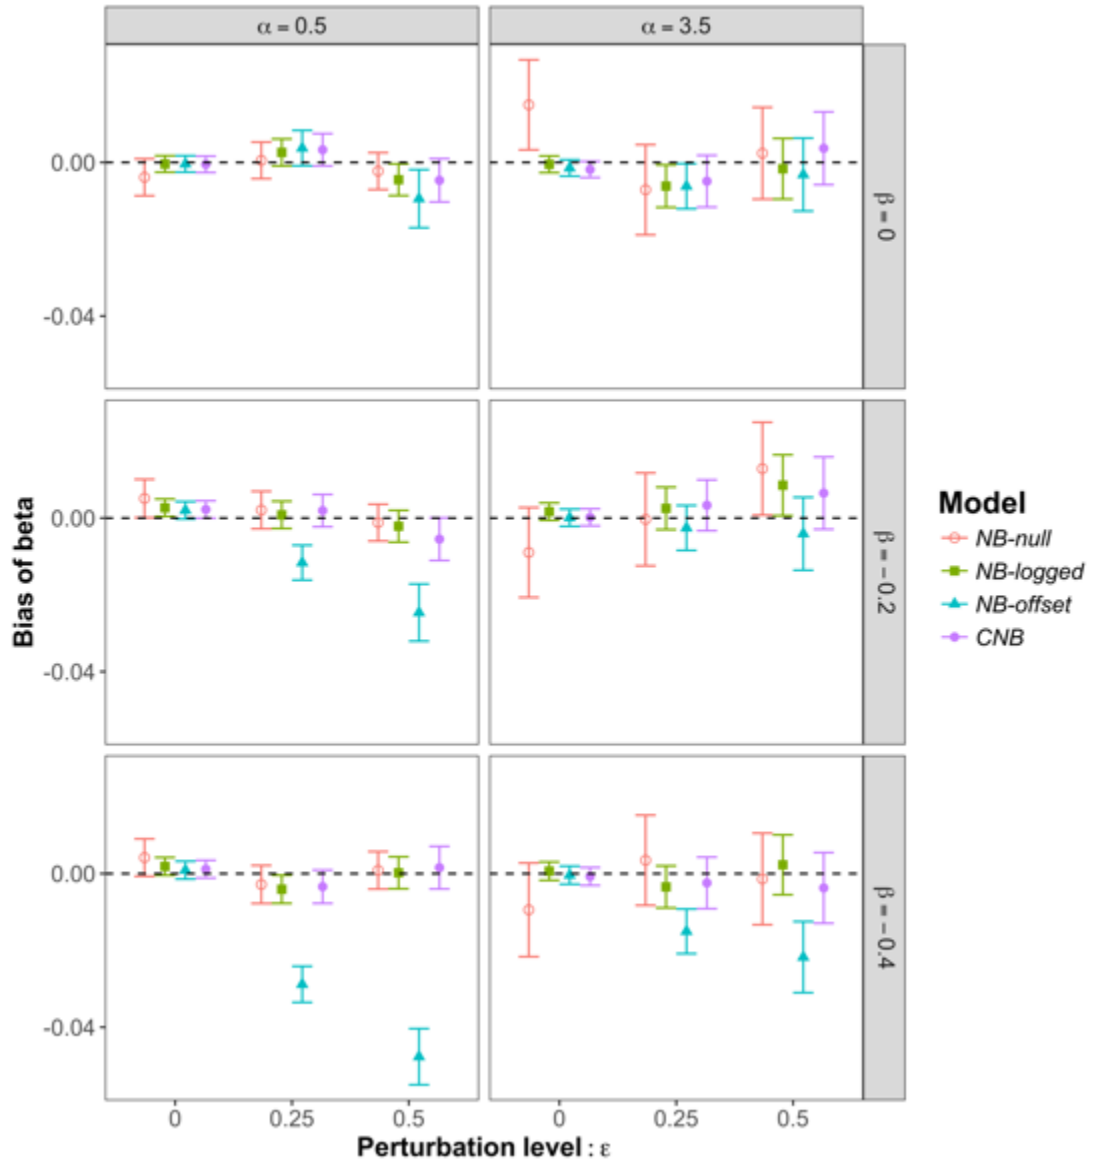 α = 0.5
α = 3.5
0.00
-0.04
β = 0
0.00
-0.04
β = −0.2
0.00
-0.04
β = −0.4
0
0.25
0.5
0
0.25
0.5
Bias of beta
Perturbation level : ε
Model
NB-null
NB-logged
NB-offset
CNB